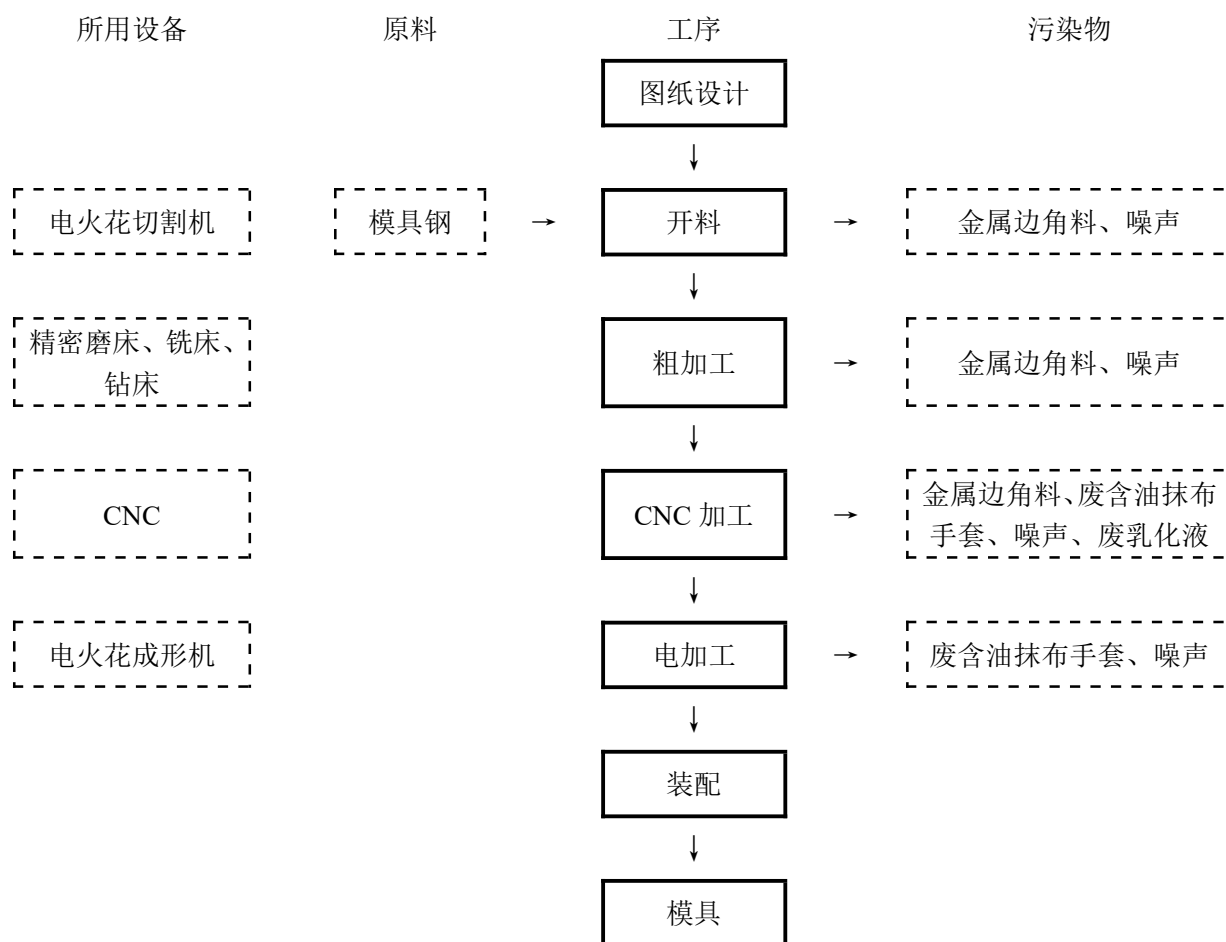 所用设备 原料 工序 污染物
图纸设计
电火花切割机 模具钢 → 开料 → 金属边角料、噪声
精密磨床、铣床、
钻床
粗加工 → 金属边角料、噪声
CNC
CNC 加工 → 金属边角料、废含油抹布
手套、噪声、废乳化液
电火花成形机 电加工 → 废含油抹布手套、噪声
装配
模具